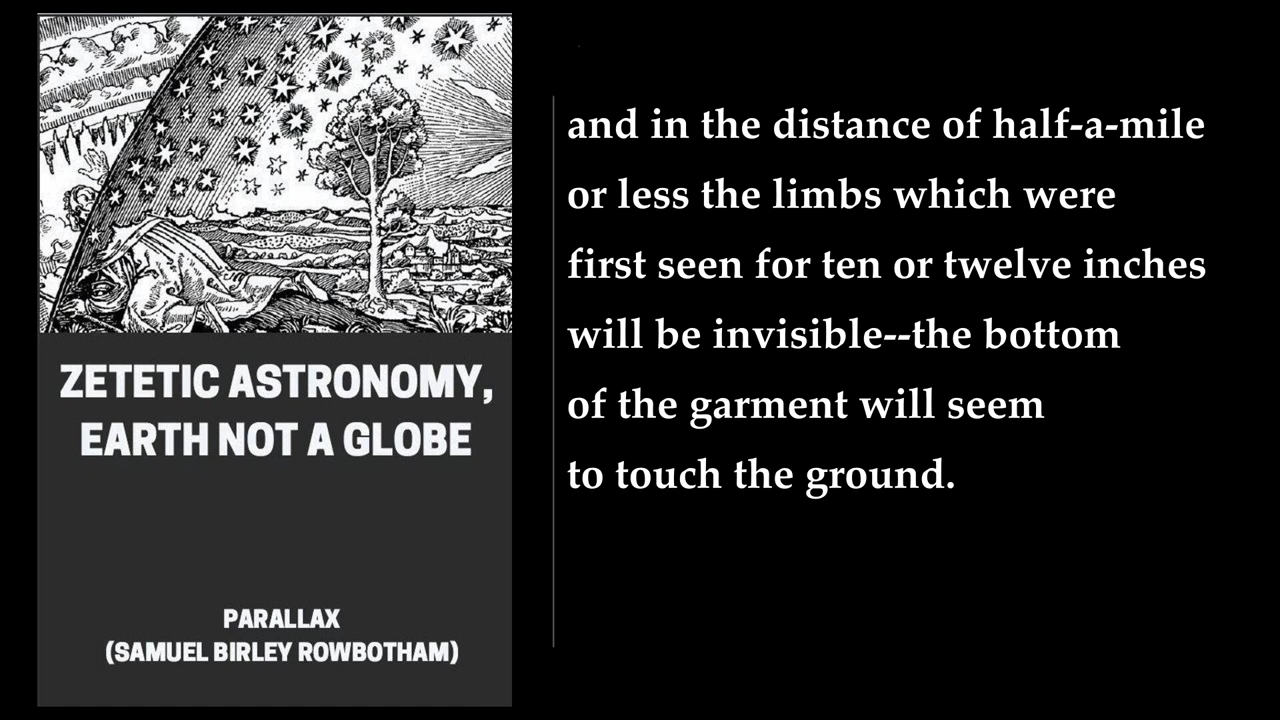 ZETETIC ASTRONOMY,
EARTH NOT A GLOBE
PARALLAX
(SAMUEL BIRLEY ROWBOTHAM)
and in the distance of half-a-mile
or less the limbs which were
first seen for ten or twelve inches
will be invisible--the bottom
of the garment will seem
to touch the ground.